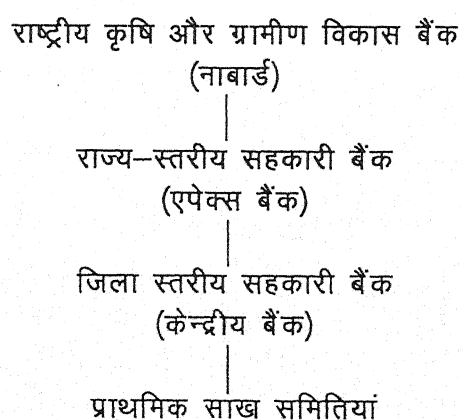 राष्ट्रीय कृषि और ग्रामीण विकास बैंक
(नाबार्ड)
राज्य–स्तरीय सहकारी बैंक
(एपेक्स बैंक)
जिला स्तरीय सहकारी बैंक
(केन्द्रीय बैंक)
प्राथमिक साख समितियां